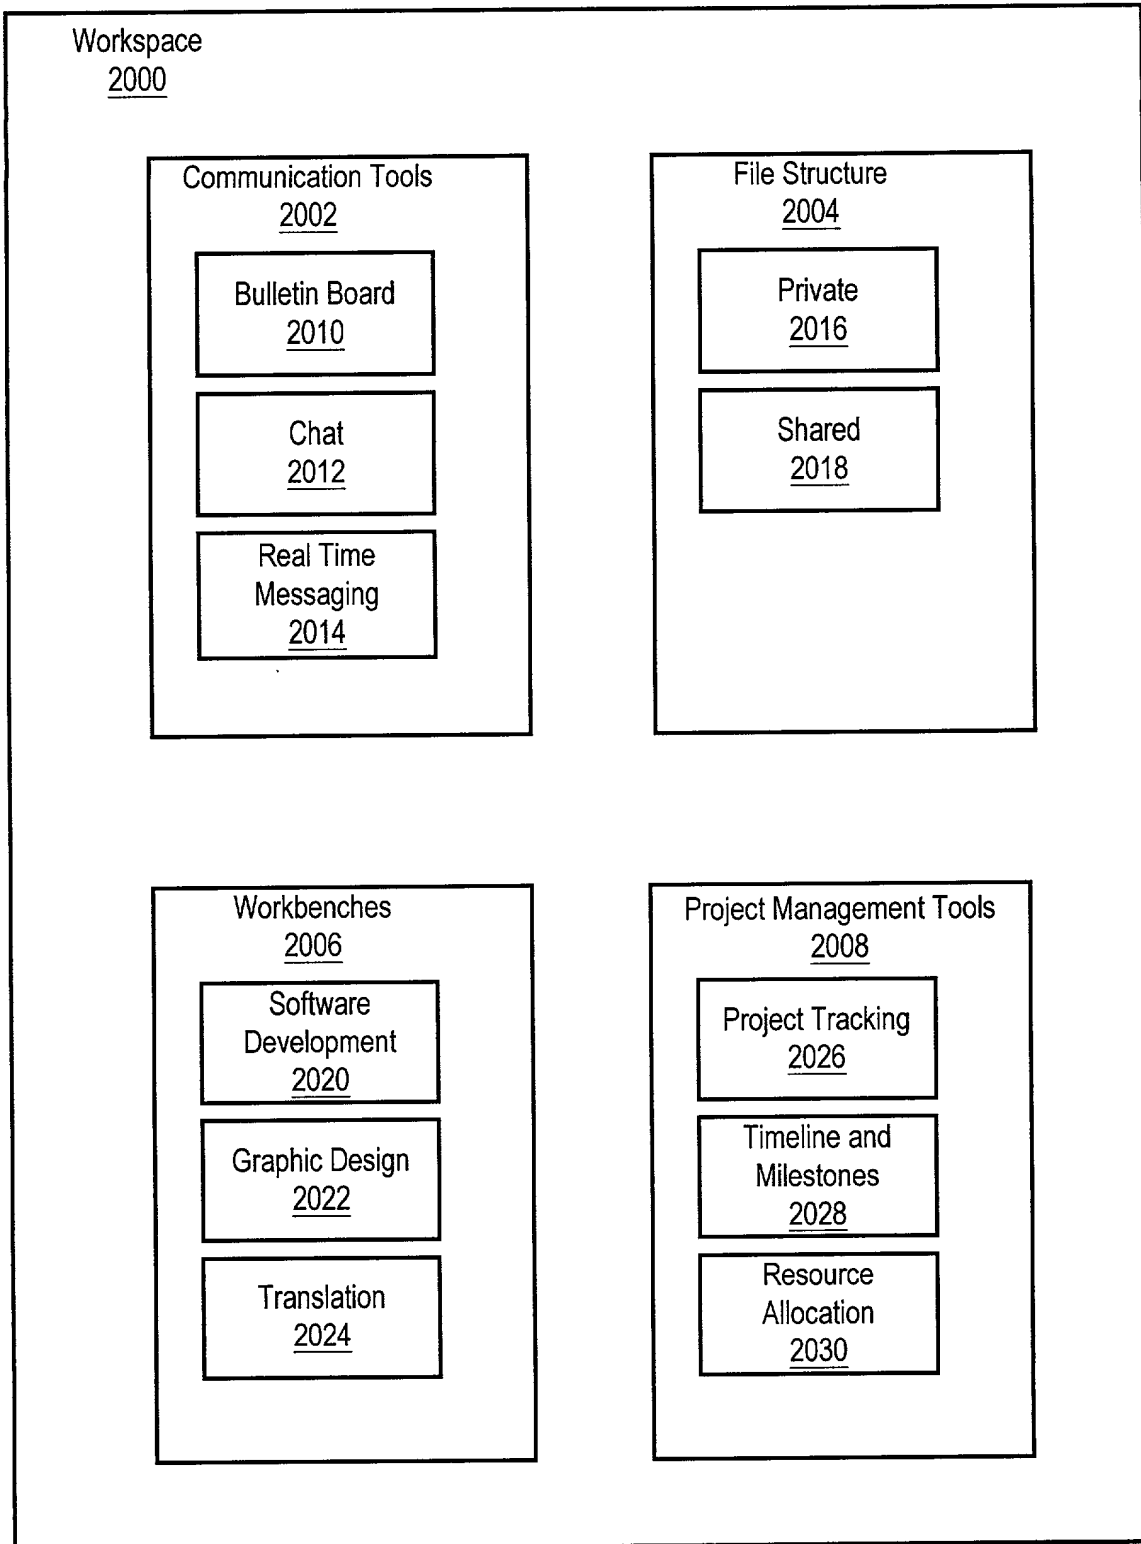 Workspace
2000
Communication Tools
2002
Bulletin Board
2010
Chat
2012
Real Time
Messaging
2014
File Structure
2004
Private
2016
Shared
2018
Workbenches
2006
Software
Development
2020
Graphic Design
2022
Translation
2024
Project Management Tools
2008
Project Tracking
2026
Timeline and
Milestones
2028
Resource
Allocation
2030